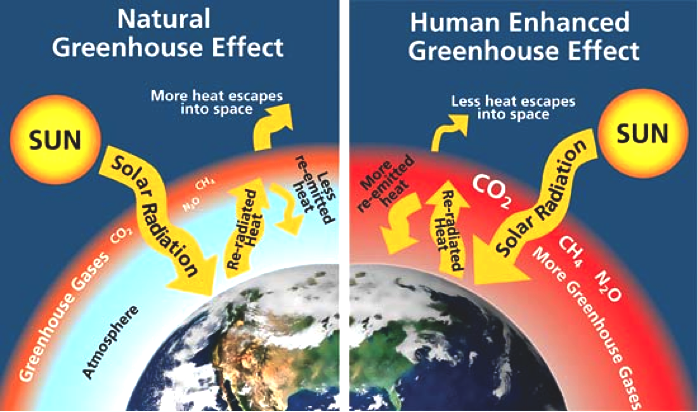 Natural
Greenhouse Effect
More heat escapes
into space
SUN
Solar Radiation
CH₄
N₂O
CO₂
Re-radiated
Heat
Less
re-emitted
heat
Greenhouse Gases
Atmosphere
Human Enhanced
Greenhouse Effect
Less heat escapes
into space
SUN
More
re-emitted
heat
Re-radiated
Heat
CO₂
Solar Radiation
CH₄
N₂O
More Greenhouse Gases